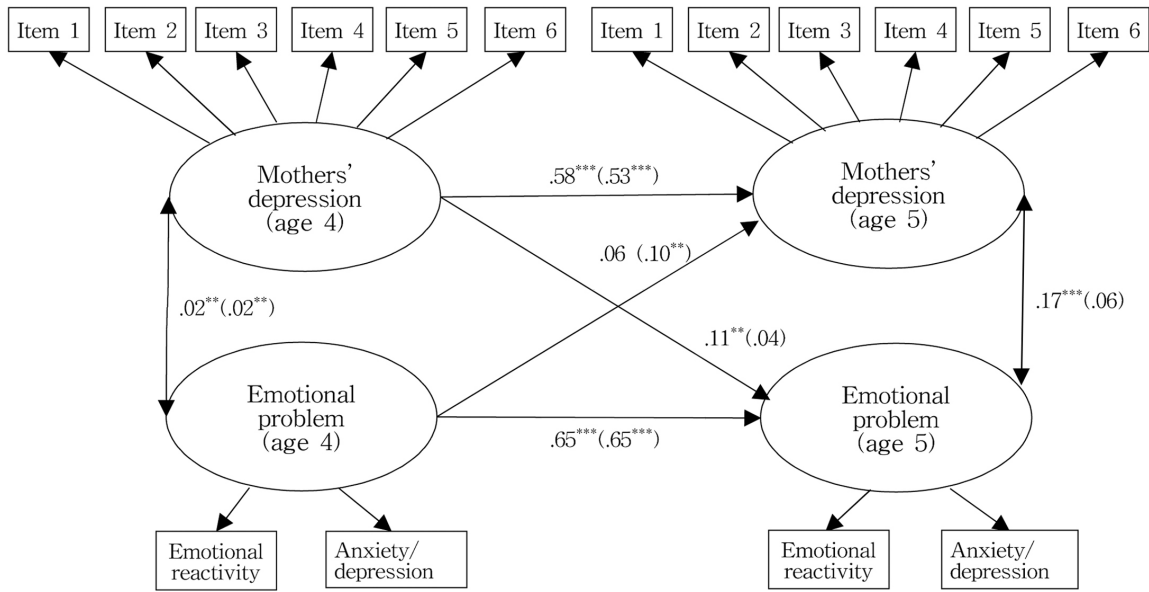 Item 1
Item 2
Item 3
Item 4
Item 5
Item 6
Item 1
Item 2
Item 3
Item 4
Item 5
Item 6
Mothers’
depression
(age 4)
.58***(.53***)
Mothers’
depression
(age 5)
.06 (.10**)
.02**(.02**)
.17***(.06)
.11**(.04)
Emotional
problem
(age 4)
.65***(.65***)
Emotional
problem
(age 5)
Emotional
reactivity
Anxiety/
depression
Emotional
reactivity
Anxiety/
depression